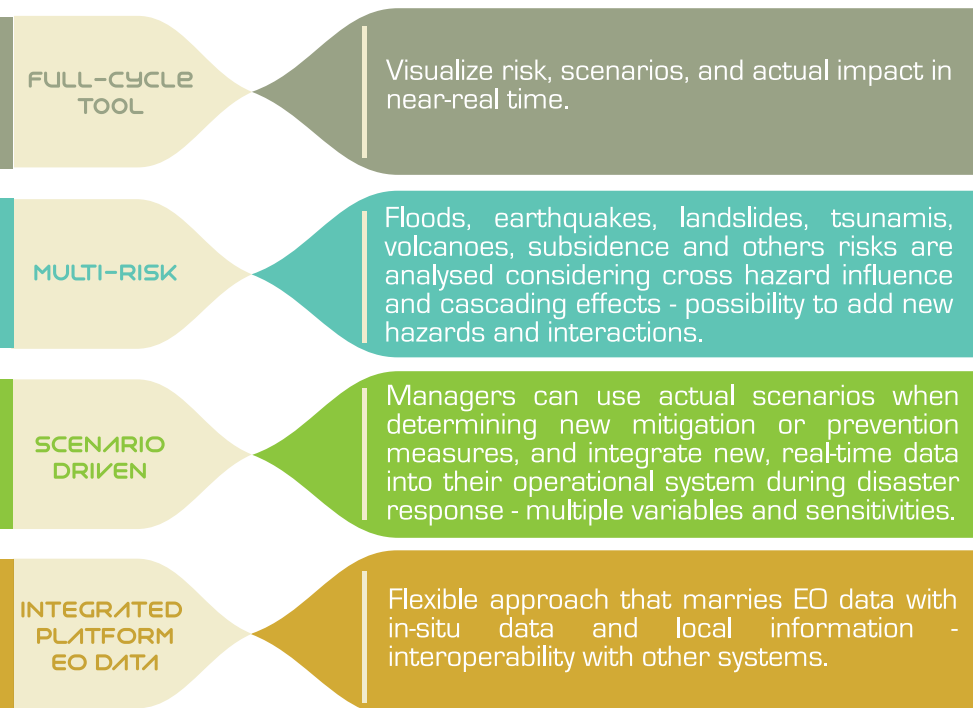 FULL-CYCLE
TOOL
Visualize risk, scenarios, and actual impact in
near-real time.
MULTI-RISK
Floods, earthquakes, landslides, tsunamis,
volcanoes, subsidence and others risks are
analysed considering cross hazard influence
and cascading effects - possibility to add new
hazards and interactions.
SCENARIO
DRIVEN
Managers can use actual scenarios when
determining new mitigation or prevention
measures, and integrate new, real-time data
into their operational system during disaster
response - multiple variables and sensitivities.
INTEGRATED
PLATFORM
EO DATA
Flexible approach that marries EO data with
in-situ data and local information -
interoperability with other systems.